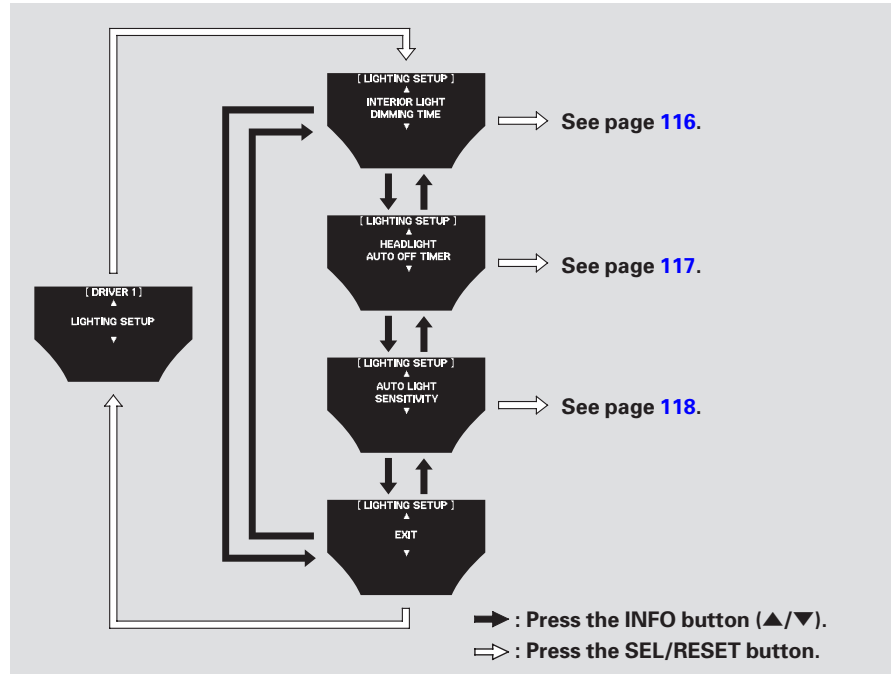 [ LIGHTING SETUP ]
▲
INTERIOR LIGHT
DIMMING TIME
▼
See page 116.
[ LIGHTING SETUP ]
▲
HEADLIGHT
AUTO OFF TIMER
▼
See page 117.
[ DRIVER 1 ]
▲
LIGHTING SETUP
▼
[ LIGHTING SETUP ]
▲
AUTO LIGHT
SENSITIVITY
▼
See page 118.
[ LIGHTING SETUP ]
▲
EXIT
▼
: Press the INFO button (▲/▼).
: Press the SEL/RESET button.